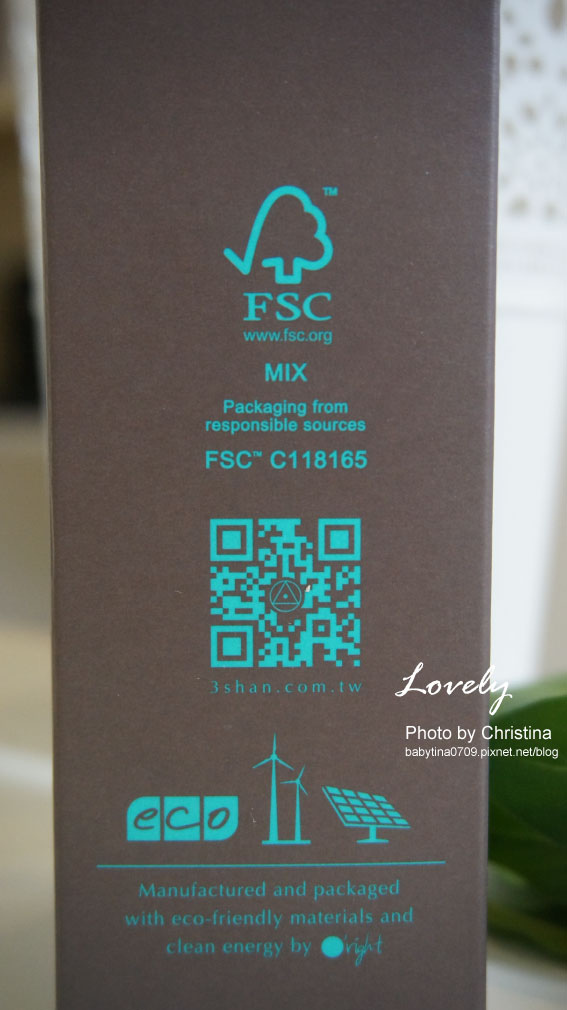 TM
FSC
www.fsc.org
MIX
Packaging from
responsible sources
FSC™ C118165
3shan.com.tw
Lovely
Photo by Christina
babytina0709.pixnet.net/blog
eco
Manufactured and packaged
with eco-friendly materials and
clean energy by O'right